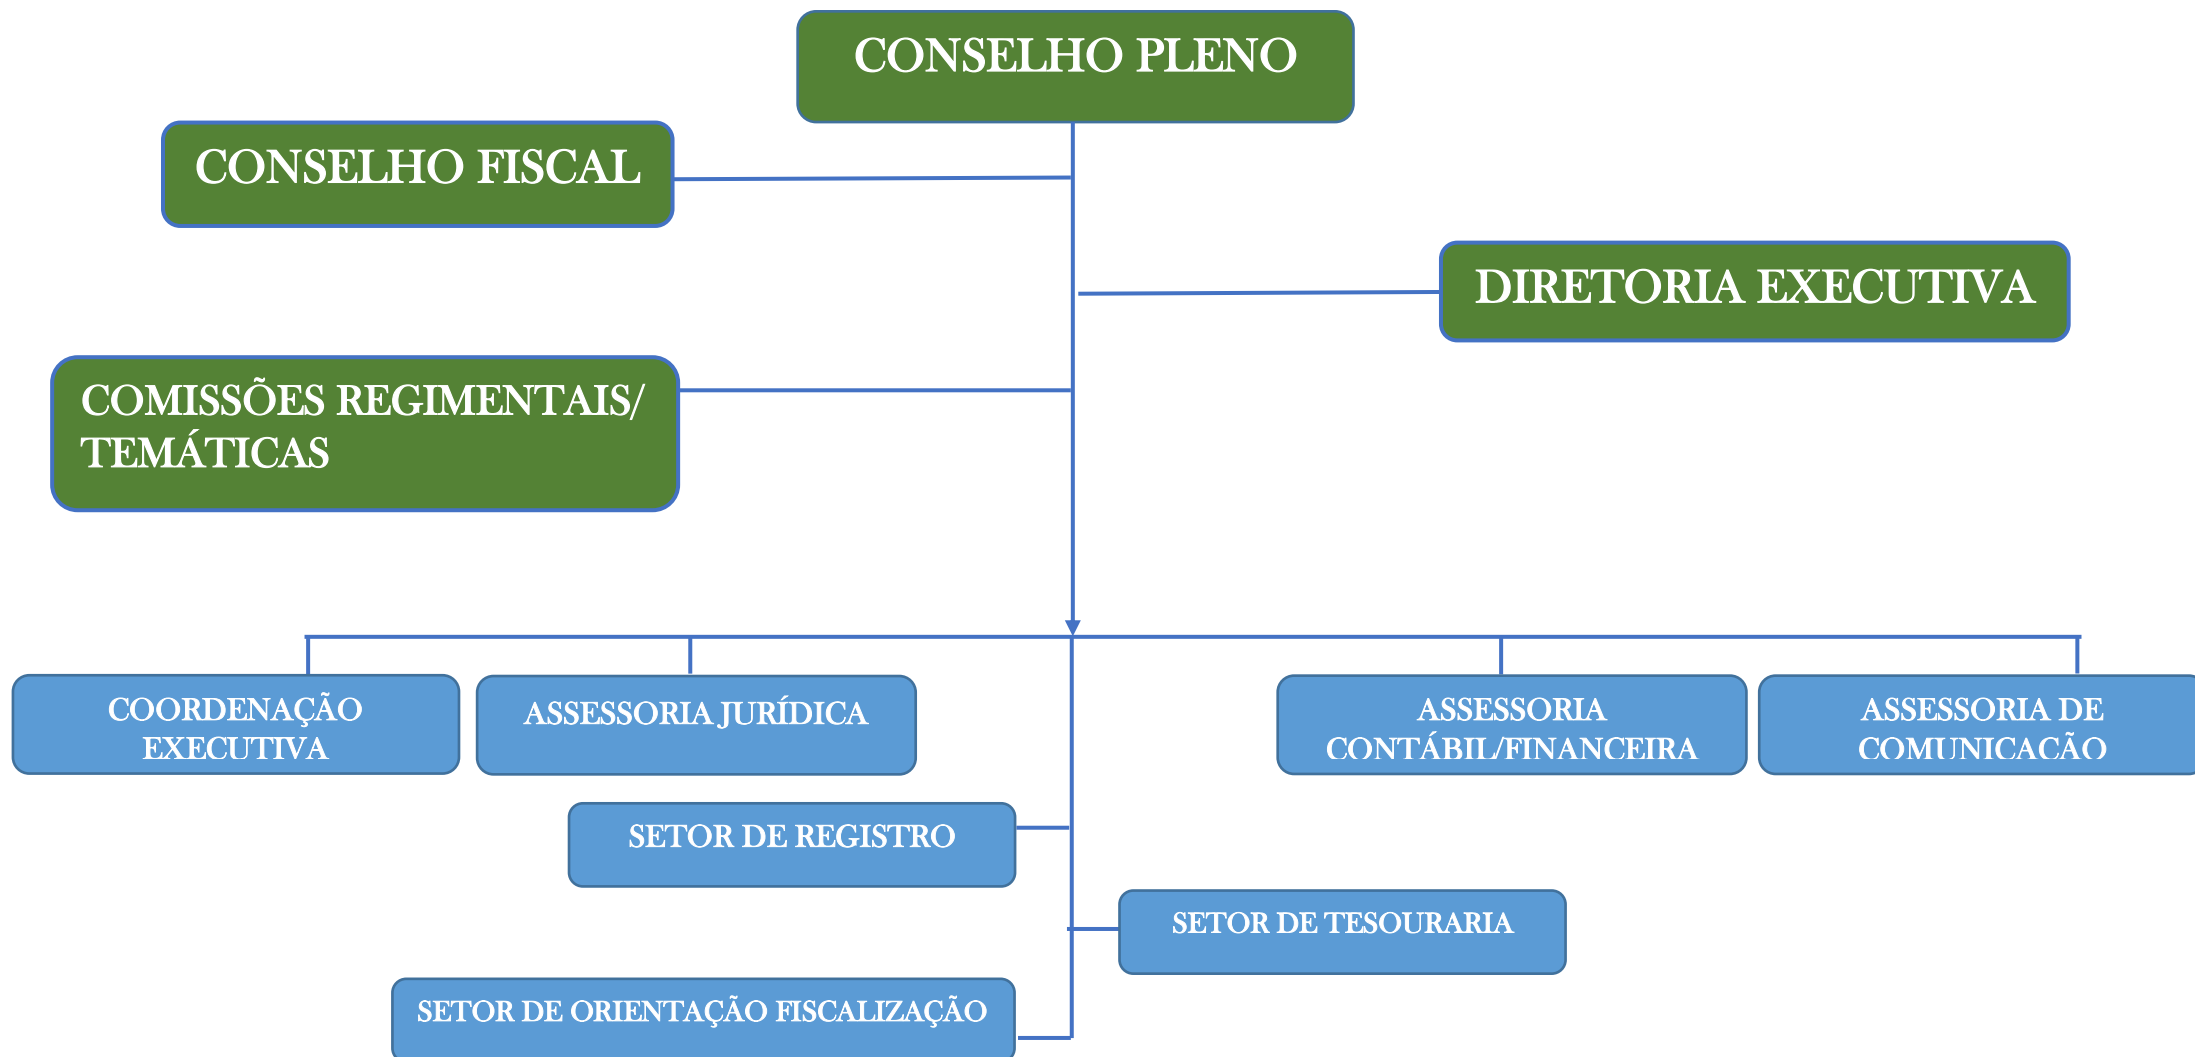 CONSELHO PLENO
CONSELHO FISCAL
DIRETORIA EXECUTIVA
COMISSÕES REGIMENTAIS/
TEMÁTICAS
COORDENAÇÃO
EXECUTIVA
ASSESSORIA JURÍDICA
ASSESSORIA
CONTÁBIL/FINANCEIRA
ASSESSORIA DE
COMUNICAÇÃO
SETOR DE REGISTRO
SETOR DE TESOURARIA
SETOR DE ORIENTAÇÃO FISCALIZAÇÃO